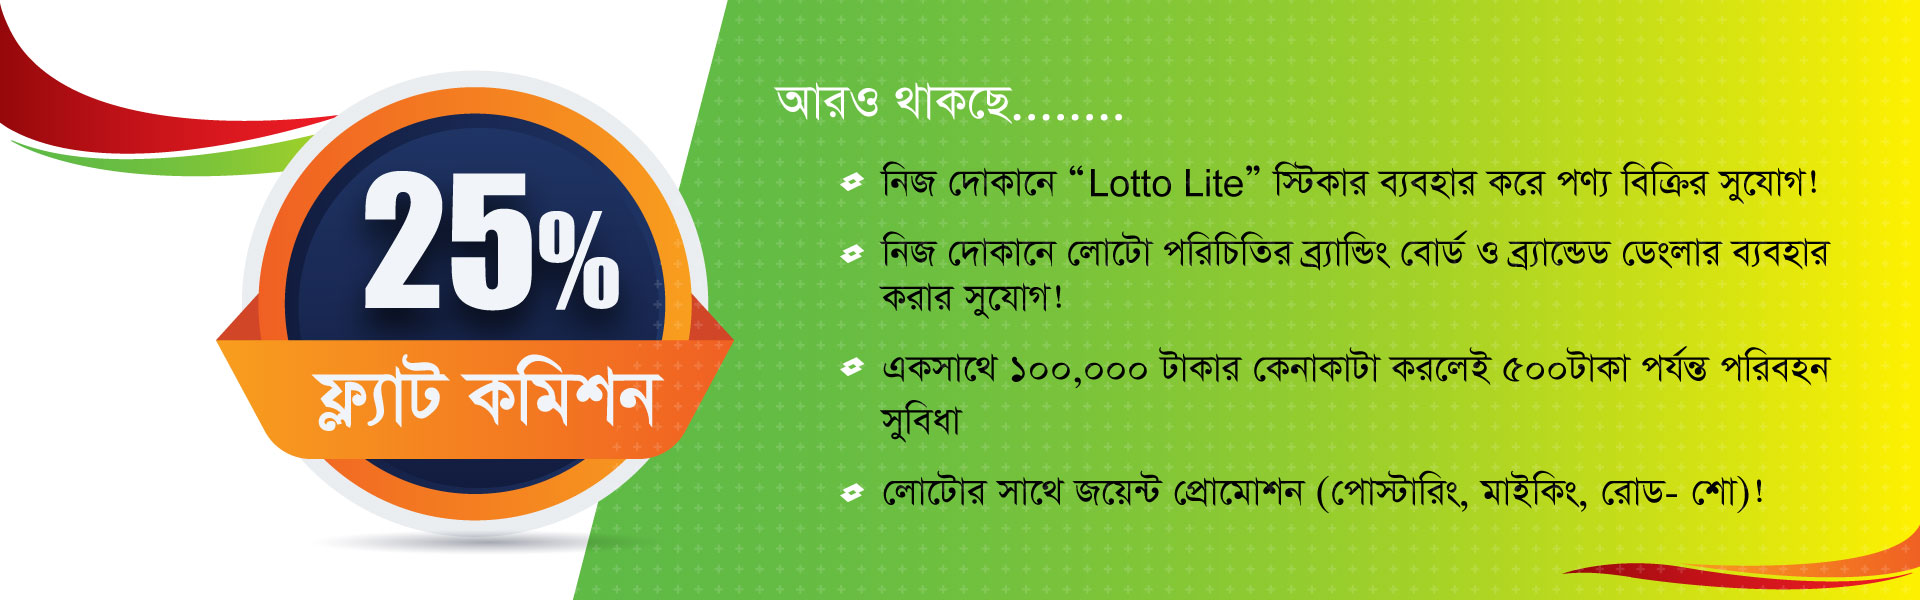 25%
ফ্ল্যাট কমিশন
আরও থাকছে........
নিজ দোকানে “Lotto Lite” স্টিকার ব্যবহার করে পণ্য বিক্রির সুযোগ!
নিজ দোকানে লোটো পরিচিতির ব্র্যান্ডিং বোর্ড ও ব্র্যান্ডেড ডেংলার ব্যবহার
করার সুযোগ!
একসাথে ১০০,০০০ টাকার কেনাকাটা করলেই ৫০০টাকা পর্যন্ত পরিবহন
সুবিধা
লোটোর সাথে জয়েন্ট প্রোমোশন (পোস্টারিং, মাইকিং, রোড- শো)!